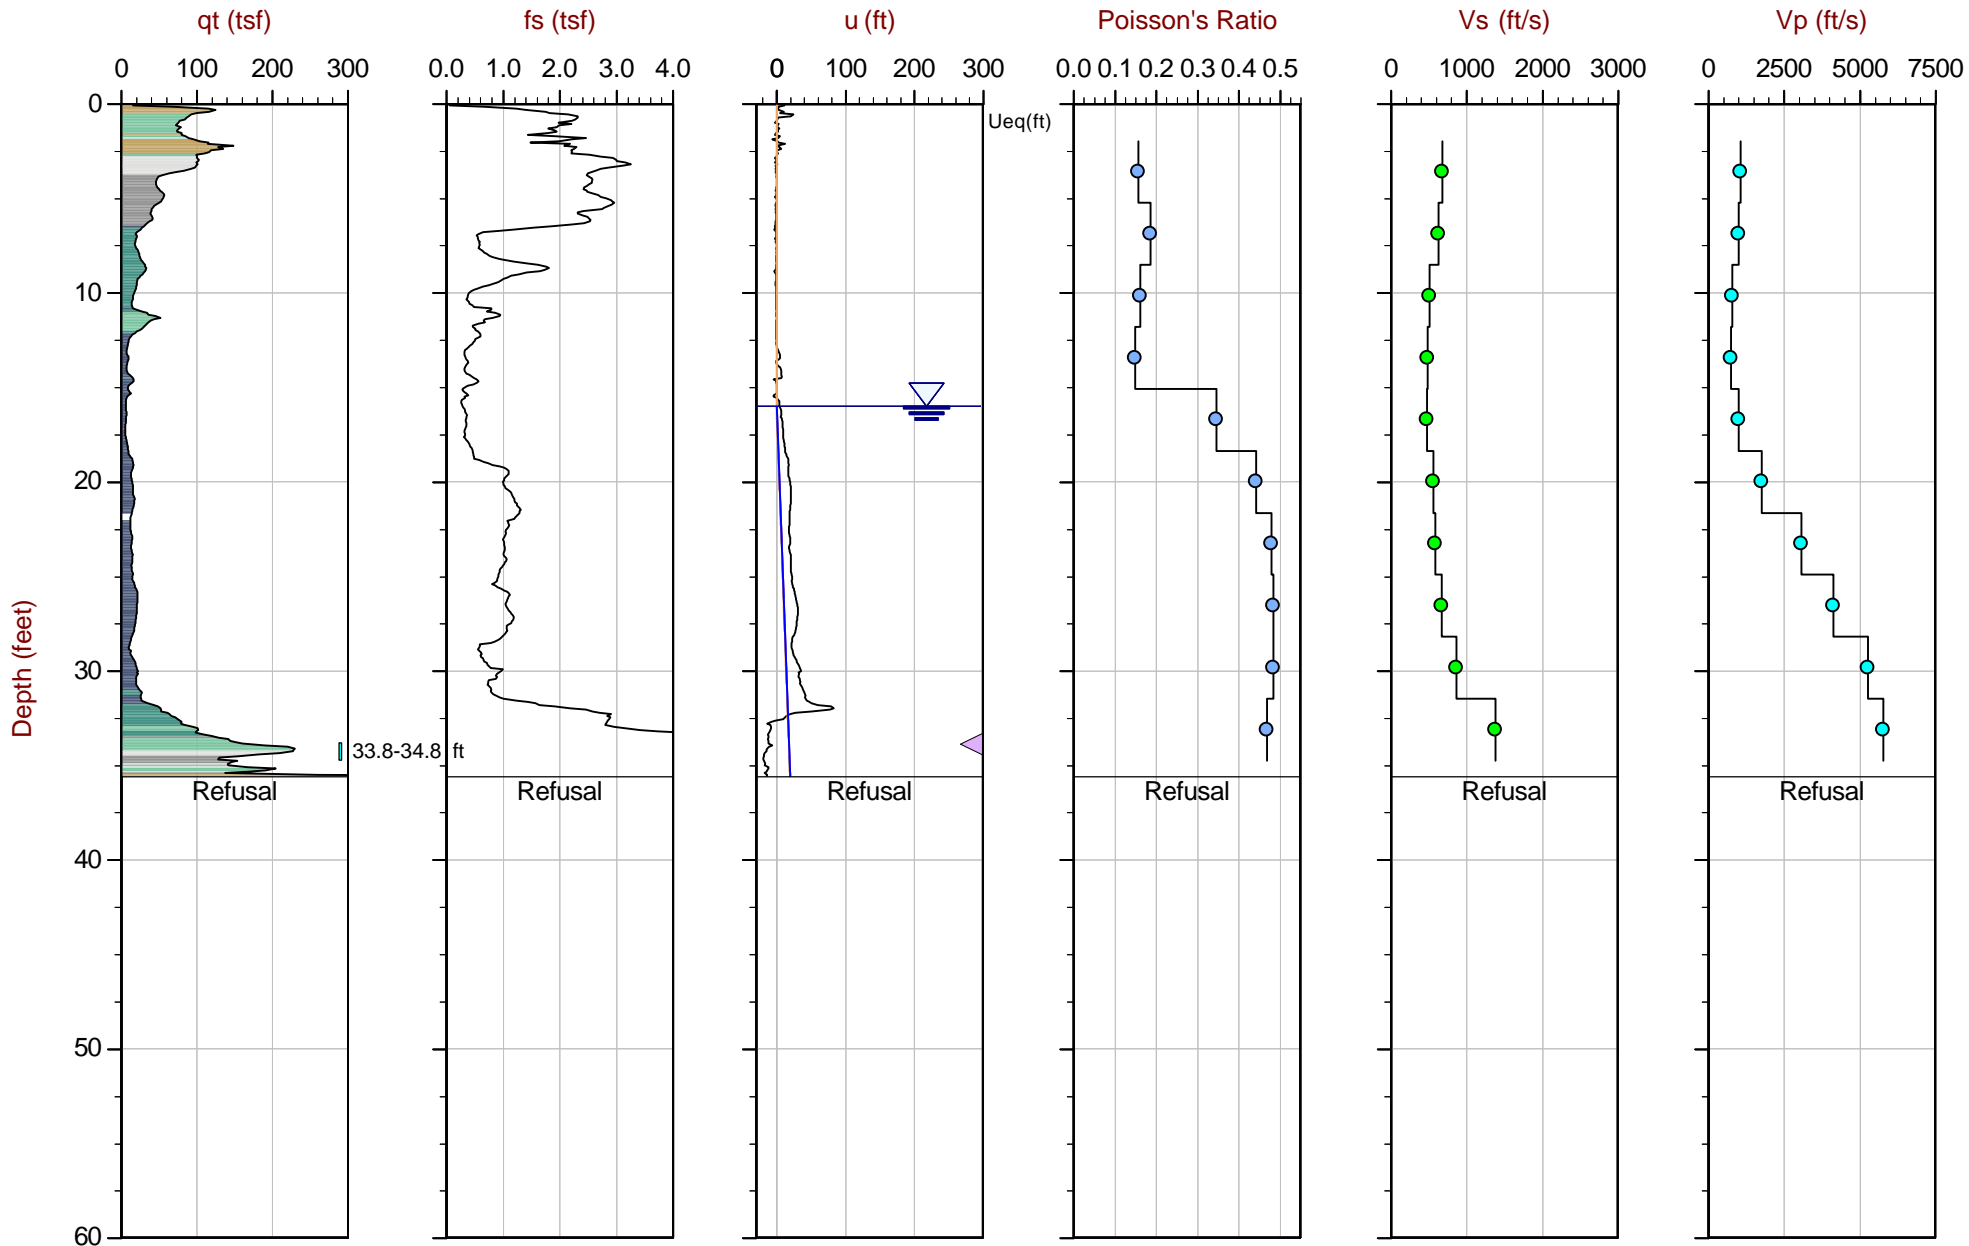 qt (tsf) fs (tsf) u (ft) Poisson's Ratio Vs (ft/s) Vp (ft/s)
0 100 200 300 0.0 1.0 2.0 3.0 4.0 0 100 200 300 0.0 0.1 0.2 0.3 0.4 0.5 0 1000 2000 3000 0 2500 5000 7500
0
Ueq(ft)
10
20
30
33.8-34.8 ft
Refusal Refusal Refusal Refusal Refusal Refusal
40
50
60
Depth (feet)